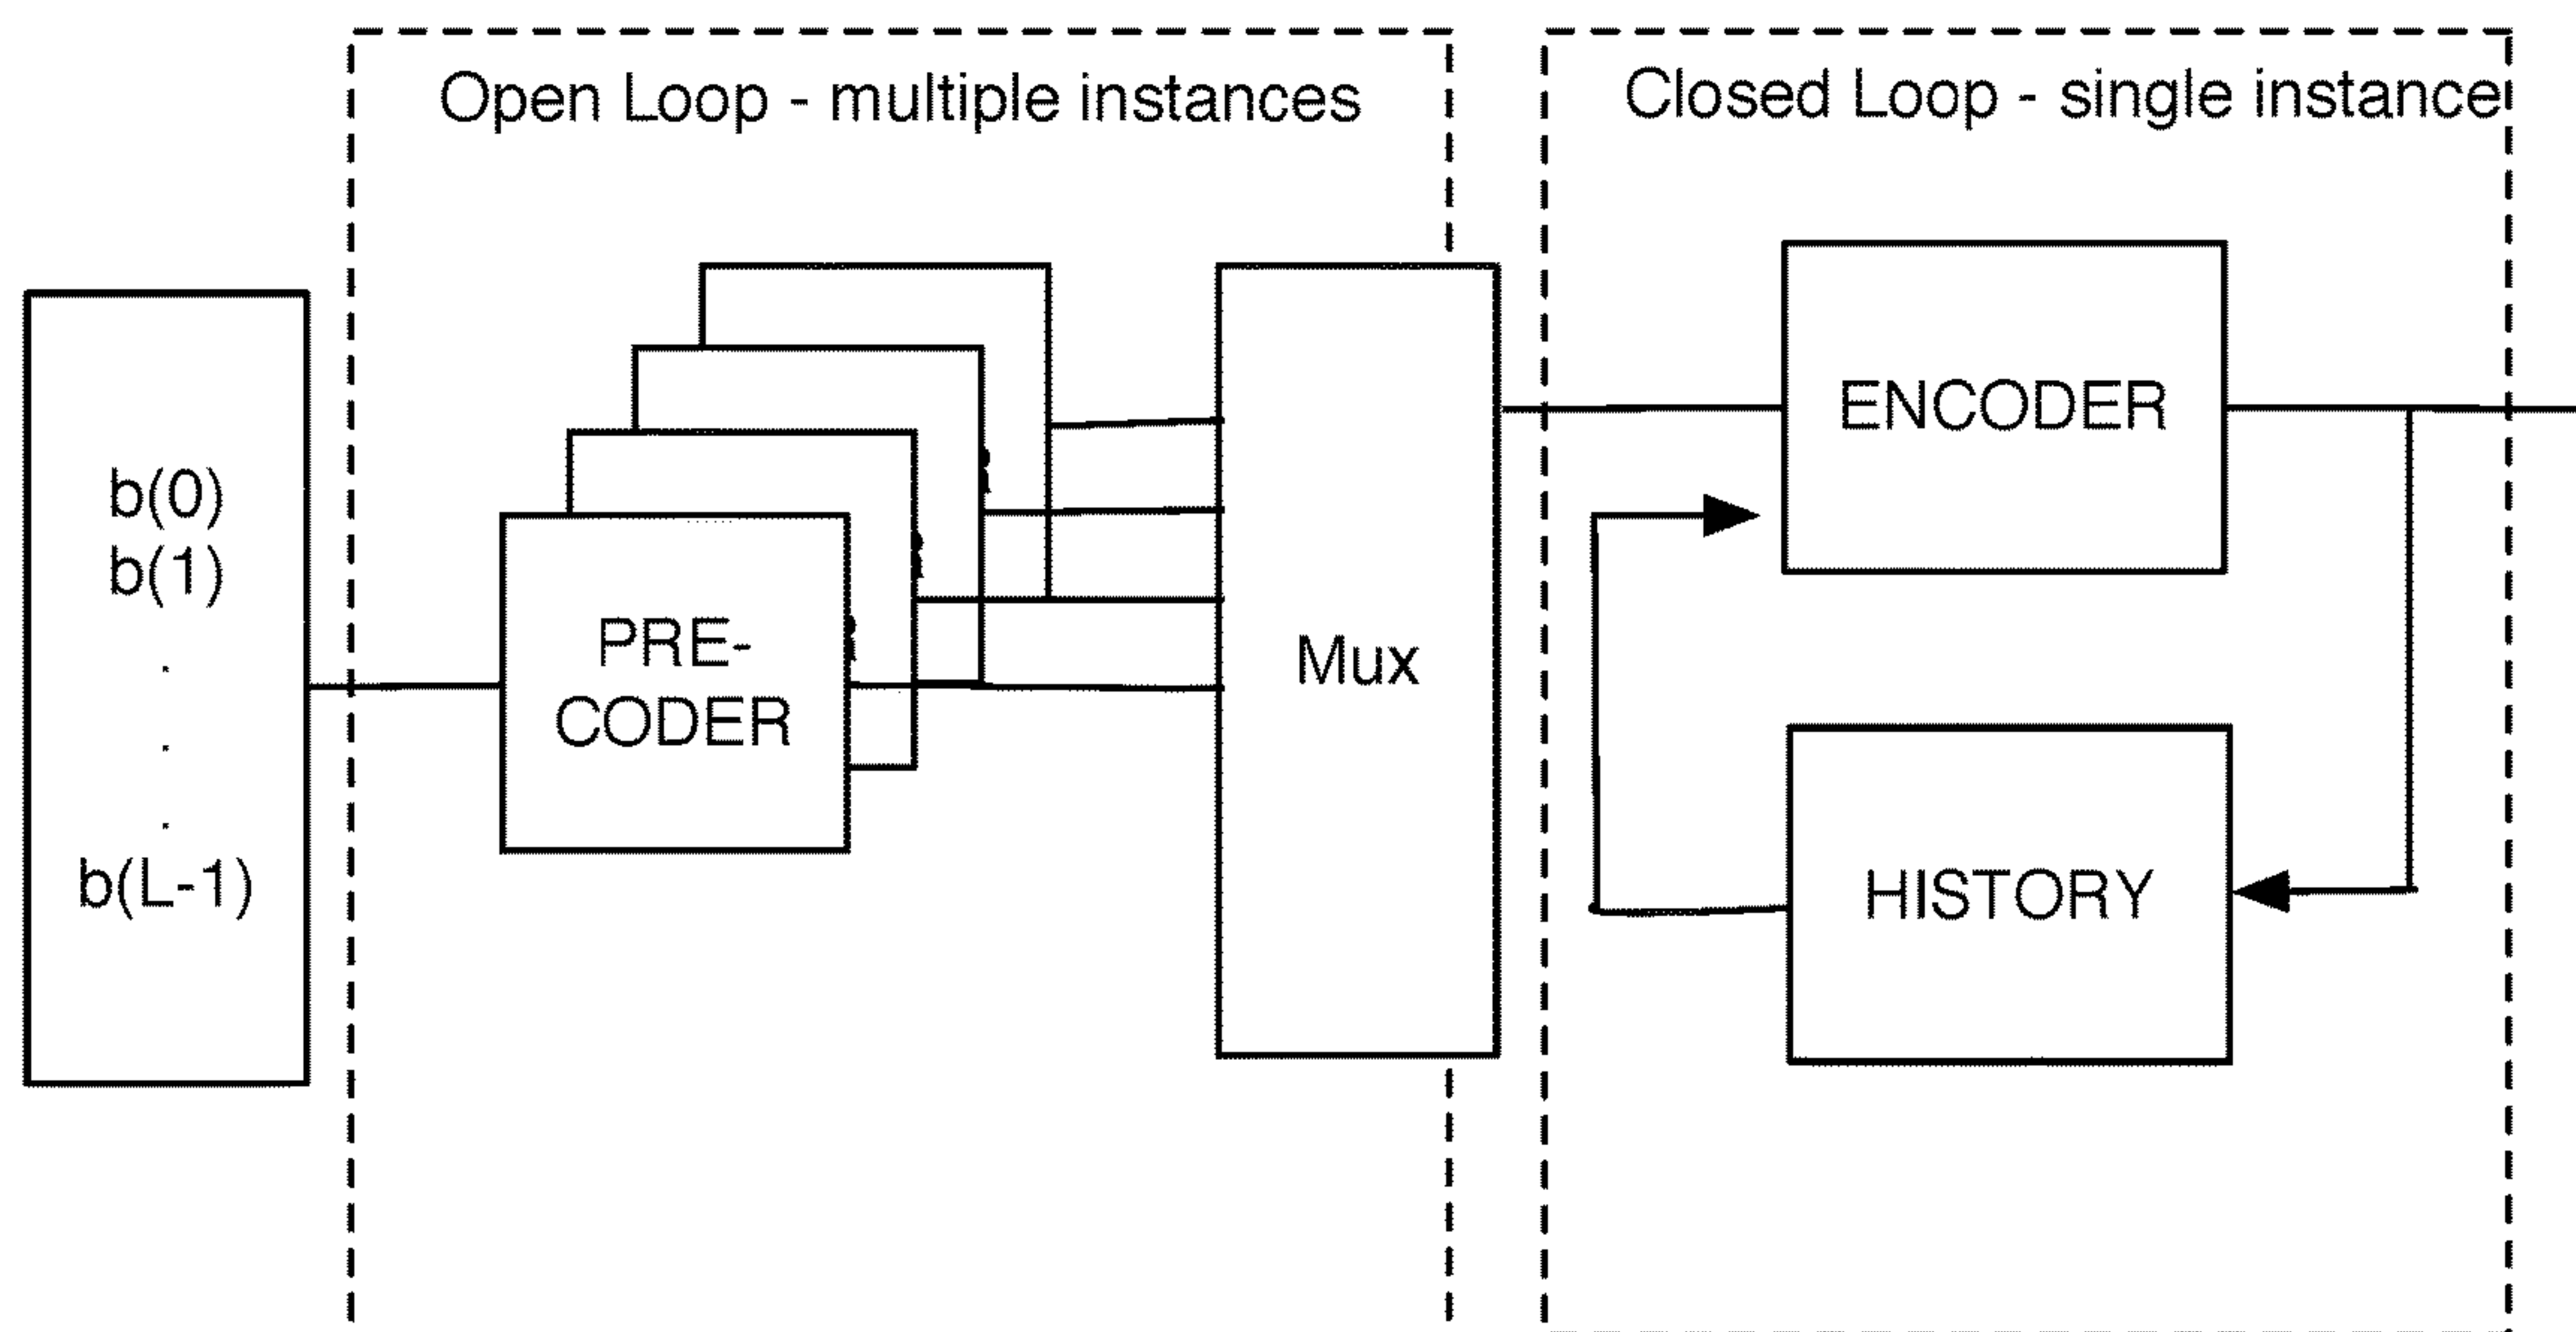 Open Loop - multiple instances
Closed Loop - single instance
b(0)
b(1)
.
.
.
b(L-1)
PRE-
CODER
Mux
ENCODER
HISTORY